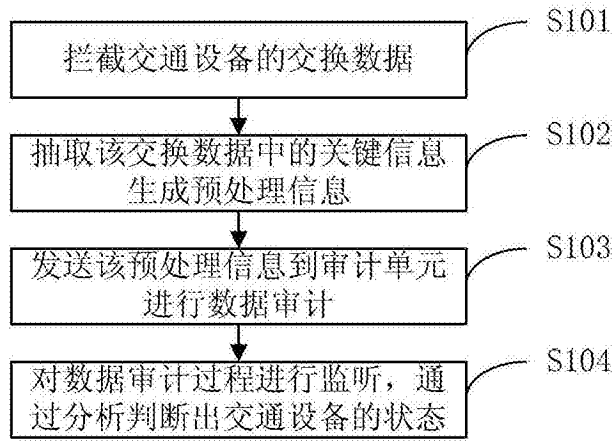 拦截交通设备的交换数据
S101
抽取该交换数据中的关键信息
生成预处理信息
S102
发送该预处理信息到审计单元
进行数据审计
S103
对数据审计过程进行监听，通
过分析判断出交通设备的状态
S104